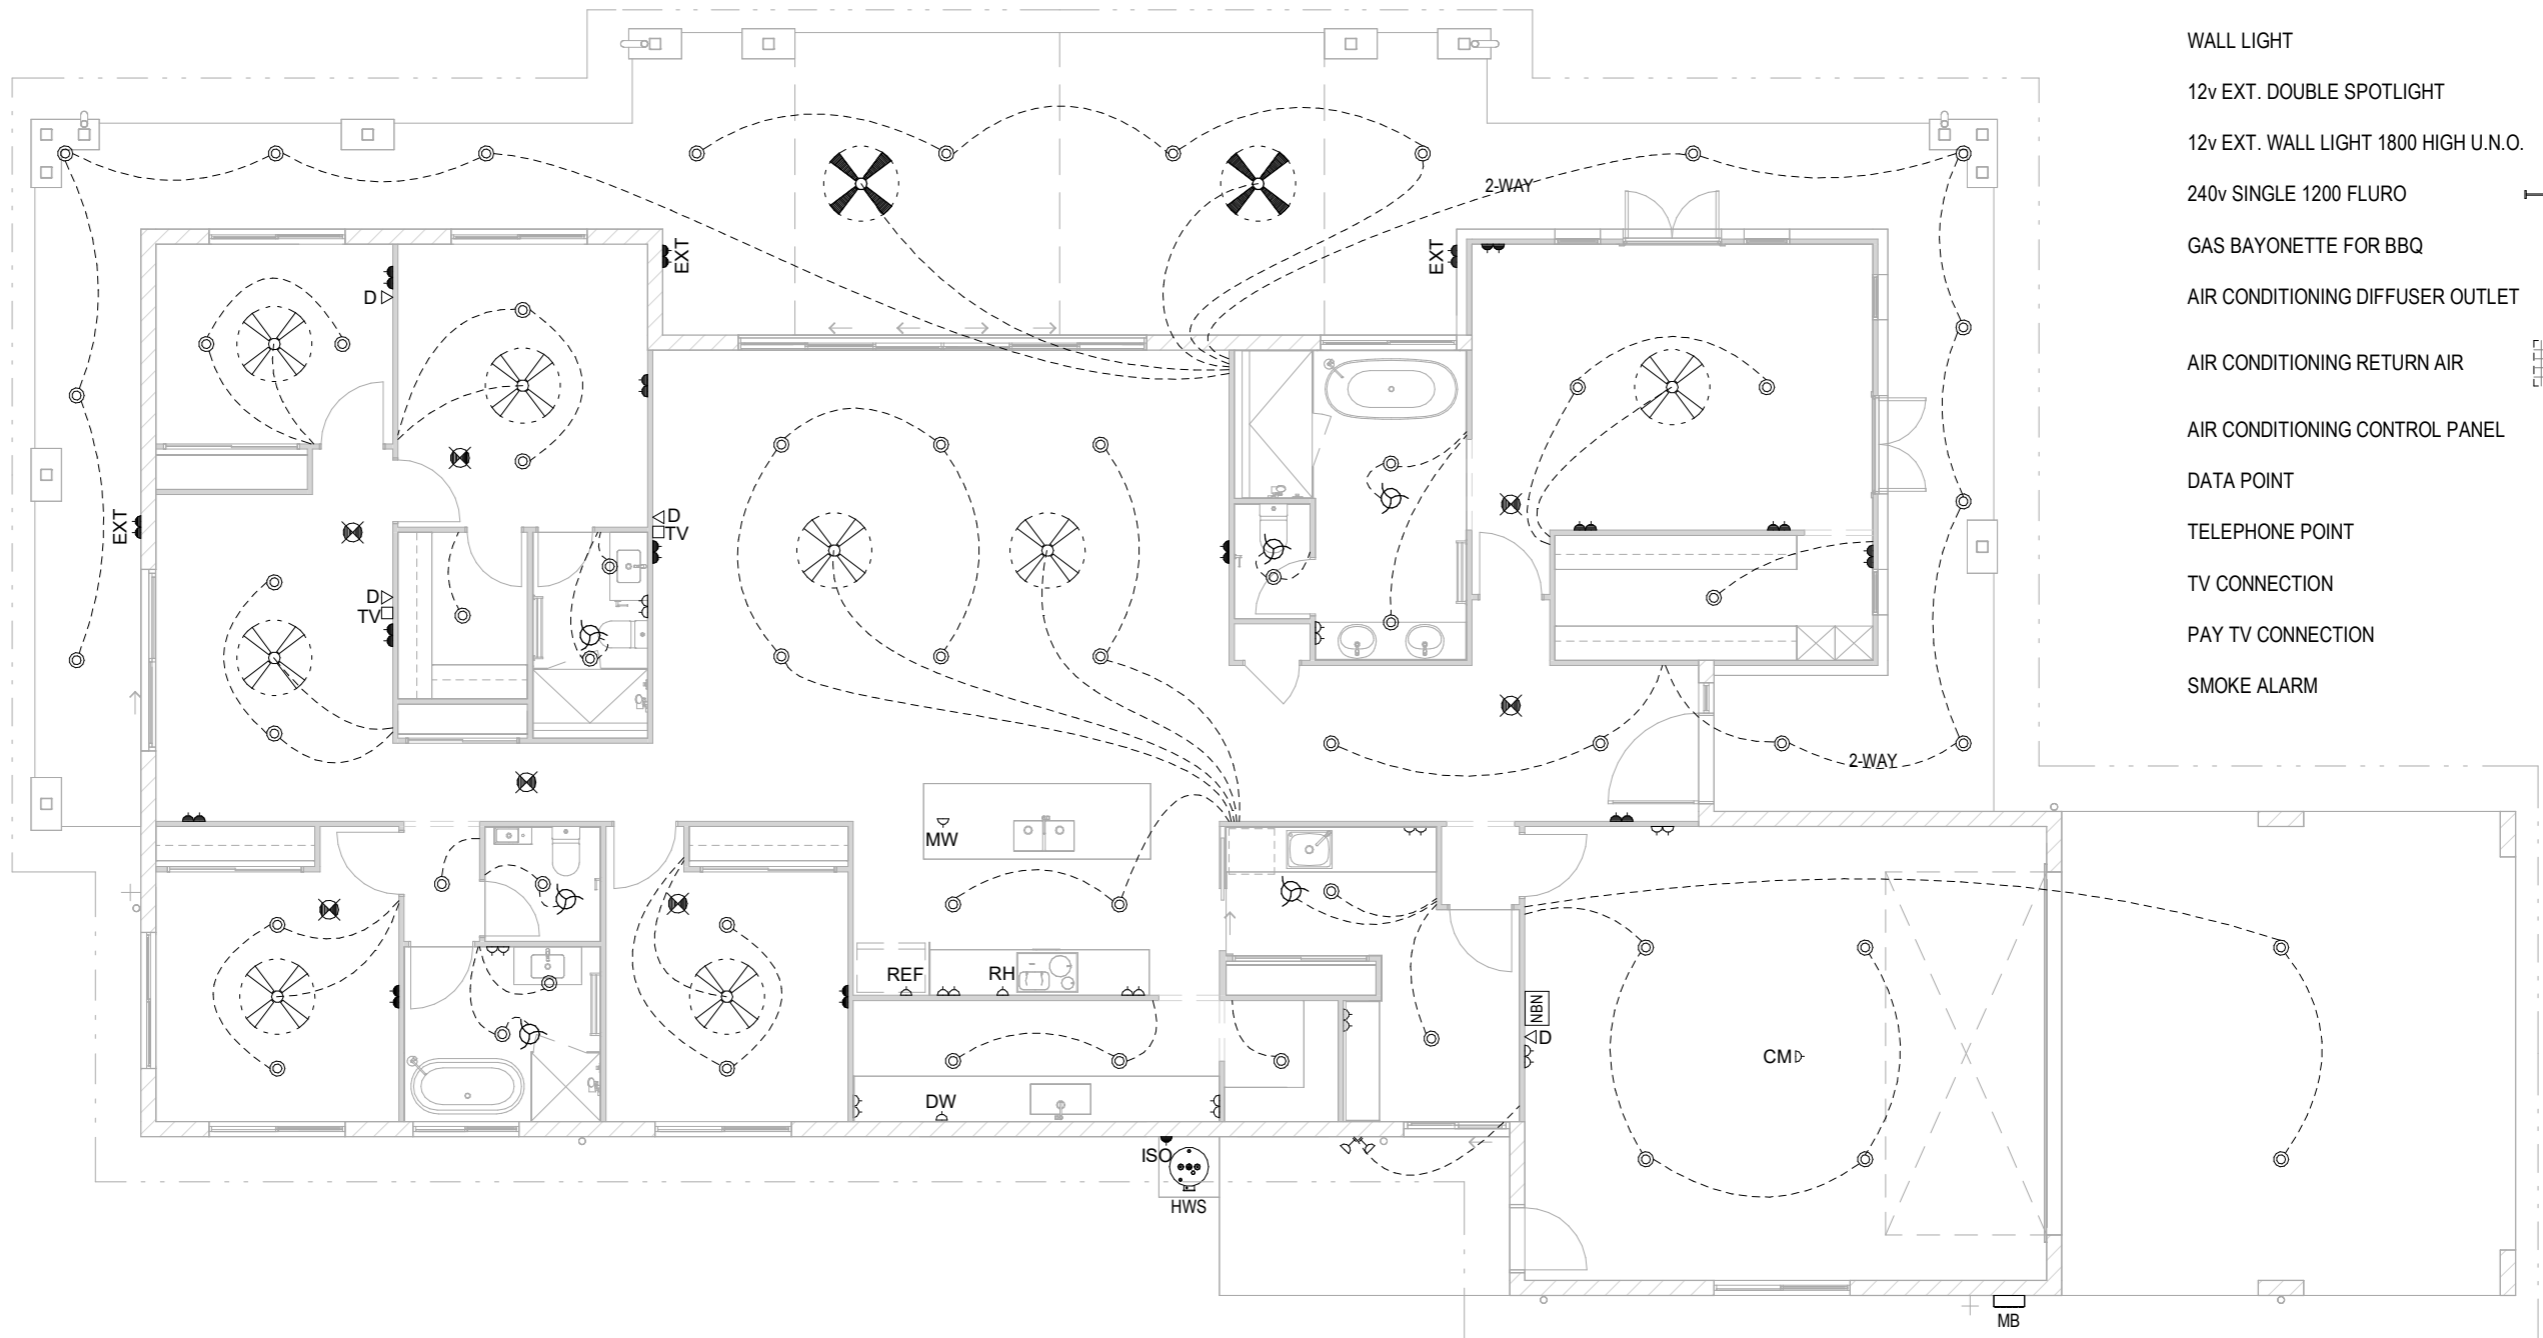 WALL LIGHT
12v EXT. DOUBLE SPOTLIGHT
12v EXT. WALL LIGHT 1800 HIGH U.N.O.
240v SINGLE 1200 FLURO
GAS BAYONETTE FOR BBQ
AIR CONDITIONING DIFFUSER OUTLET
AIR CONDITIONING RETURN AIR
AIR CONDITIONING CONTROL PANEL
DATA POINT
TELEPHONE POINT
TV CONNECTION
PAY TV CONNECTION
SMOKE ALARM
2-WAY
EXT
EXT
D
EXT
D
TV
D
TV
2-WAY
MW
REF
RH
NBN
D
CM
DW
ISO
HWS
MB